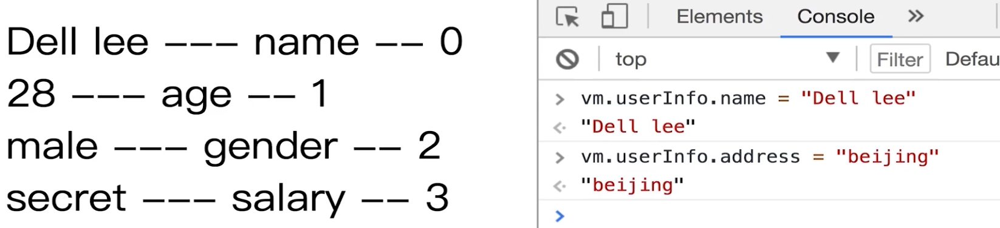 Dell lee --- name -- 0
28 --- age -- 1
male --- gender -- 2
secret --- salary -- 3
Elements Console »
top ▼ Filter Defau
> vm.userInfo.name = "Dell lee"
<· "Dell lee"
> vm.userInfo.address = "beijing"
<· "beijing"
>